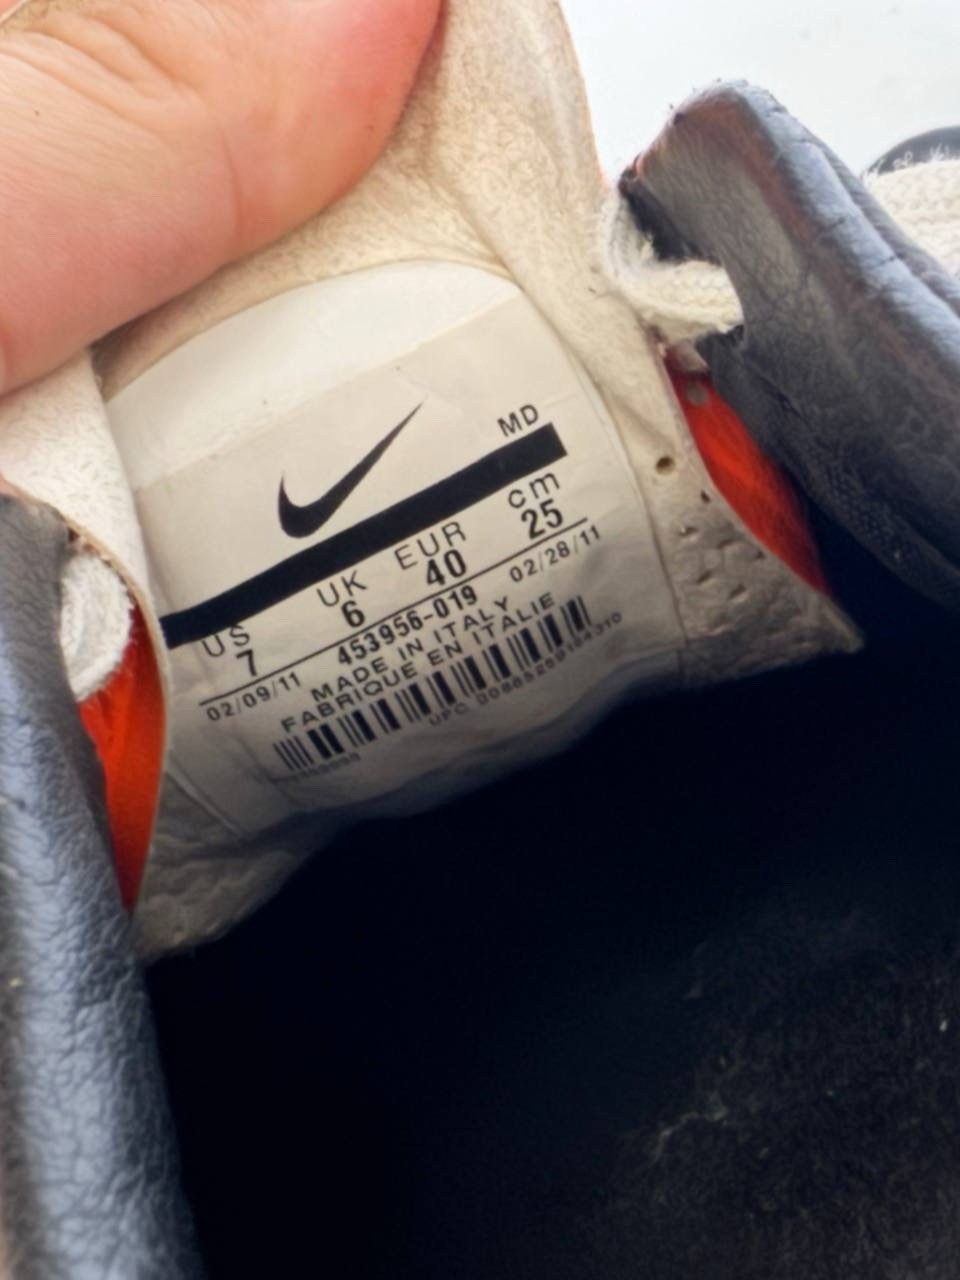 MD
US UK EUR cm
7 6 40 25
02/09/11 453956-019 02/28/11
MADE IN ITALY
FABRIQUE EN ITALIE
UPC